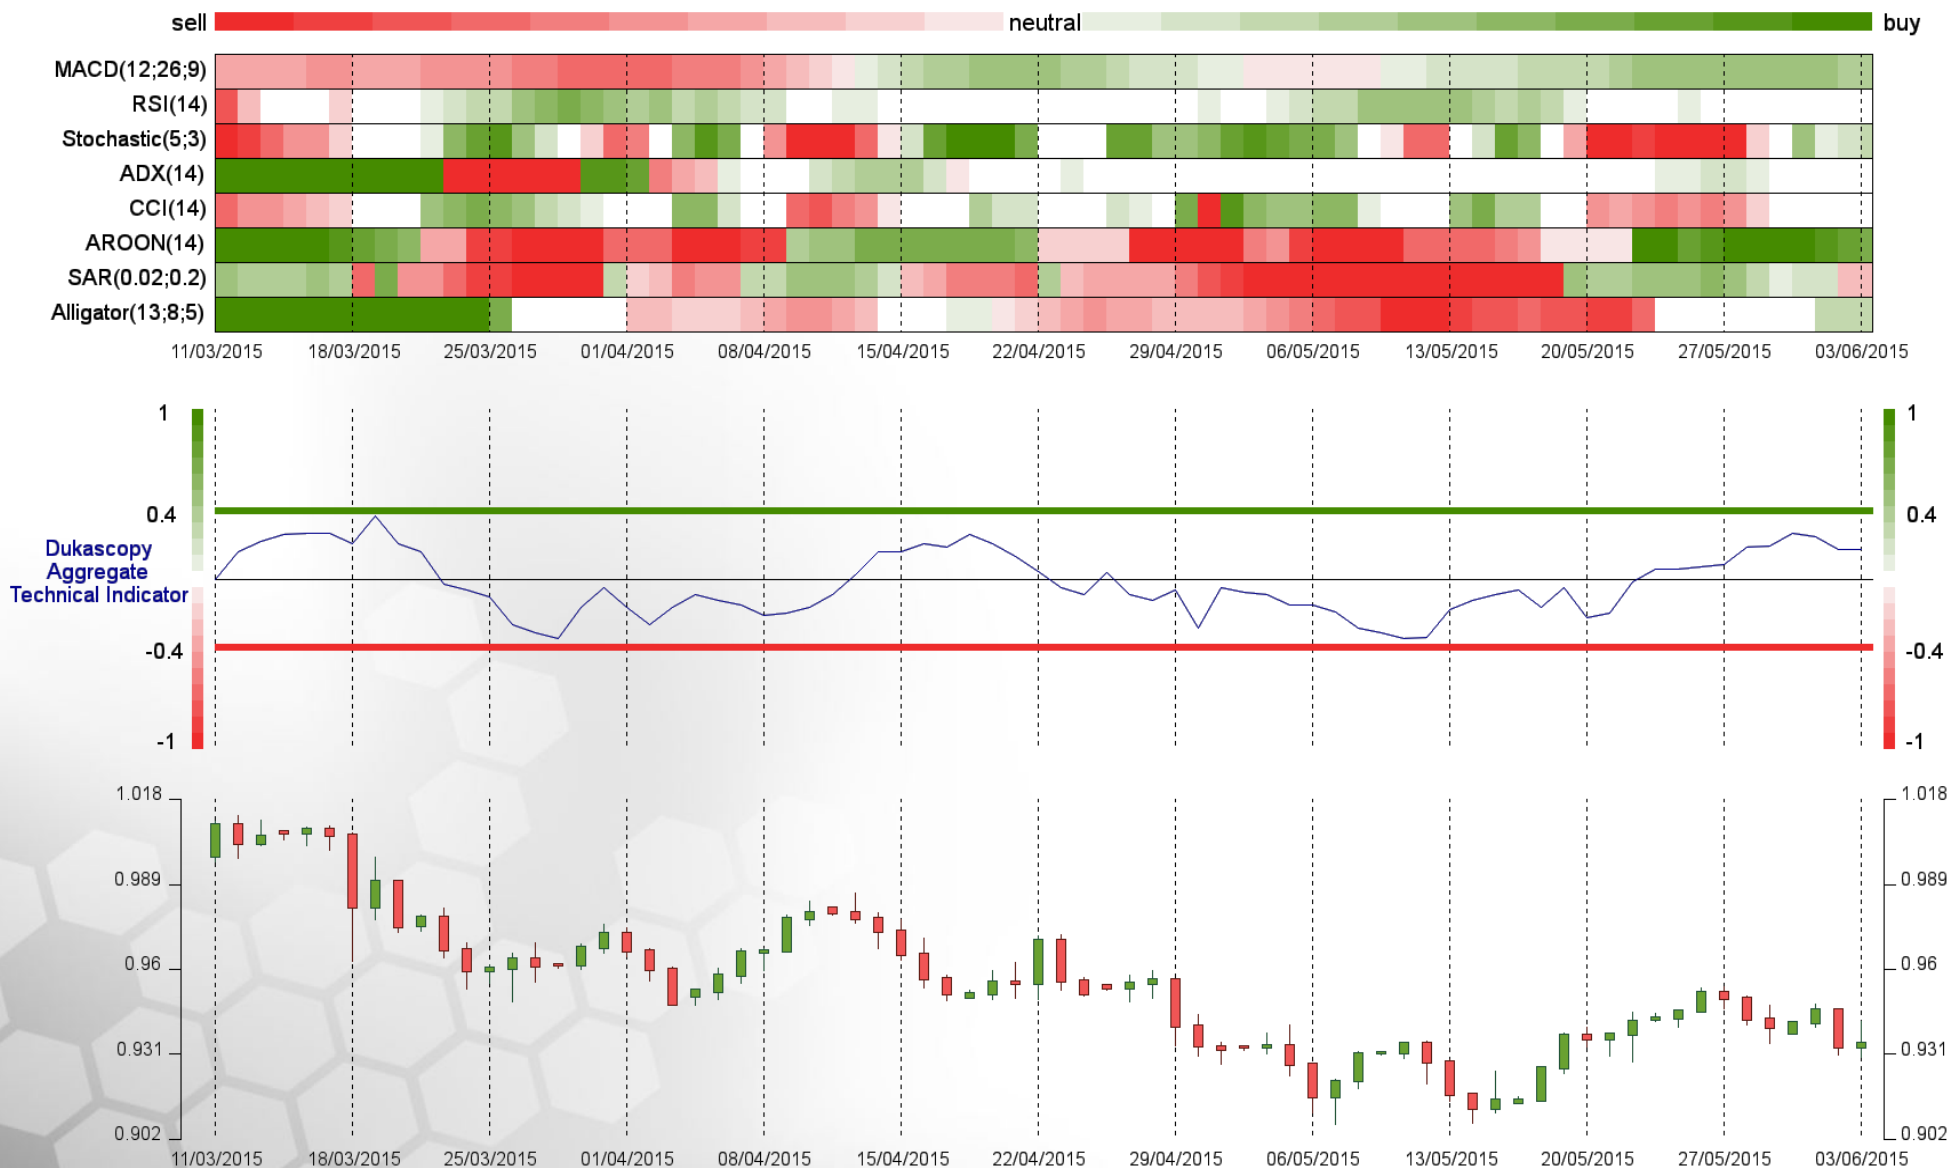 sell neutral buy
MACD(12;26;9)
RSI(14)
Stochastic(5;3)
ADX(14)
CCI(14)
AROON(14)
SAR(0.02;0.2)
Alligator(13;8;5)
11/03/2015 18/03/2015 25/03/2015 01/04/2015 08/04/2015 15/04/2015 22/04/2015 29/04/2015 06/05/2015 13/05/2015 20/05/2015 27/05/2015 03/06/2015
1 1
0.4 0.4
Dukascopy
Aggregate
Technical Indicator
-0.4 -0.4
-1 -1
1.018 1.018
0.989 0.989
0.96 0.96
0.931 0.931
0.902 0.902
11/03/2015 18/03/2015 25/03/2015 01/04/2015 08/04/2015 15/04/2015 22/04/2015 29/04/2015 06/05/2015 13/05/2015 20/05/2015 27/05/2015 03/06/2015